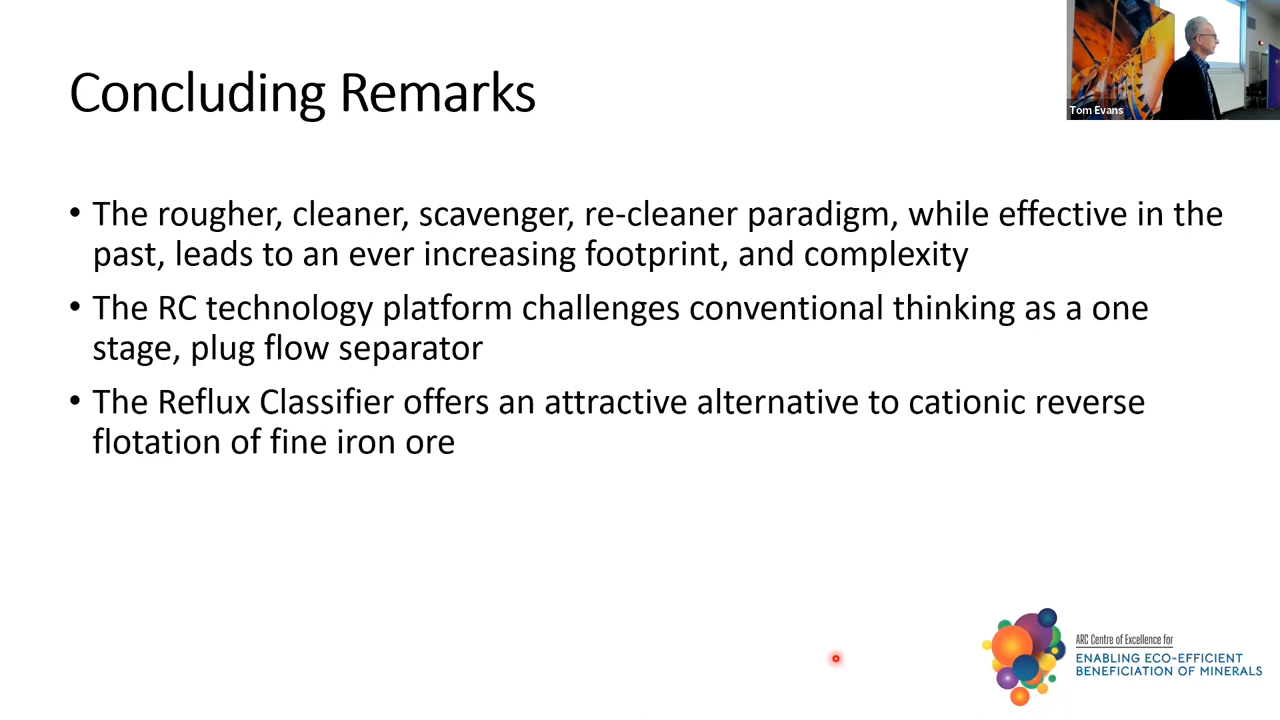 Concluding Remarks
Tom Evans
• The rougher, cleaner, scavenger, re-cleaner paradigm, while effective in the
past, leads to an ever increasing footprint, and complexity
• The RC technology platform challenges conventional thinking as a one
stage, plug flow separator
• The Reflux Classifier offers an attractive alternative to cationic reverse
flotation of fine iron ore
ARC Centre of Excellence for
ENABLING ECO-EFFICIENT
BENEFICIATION OF MINERALS